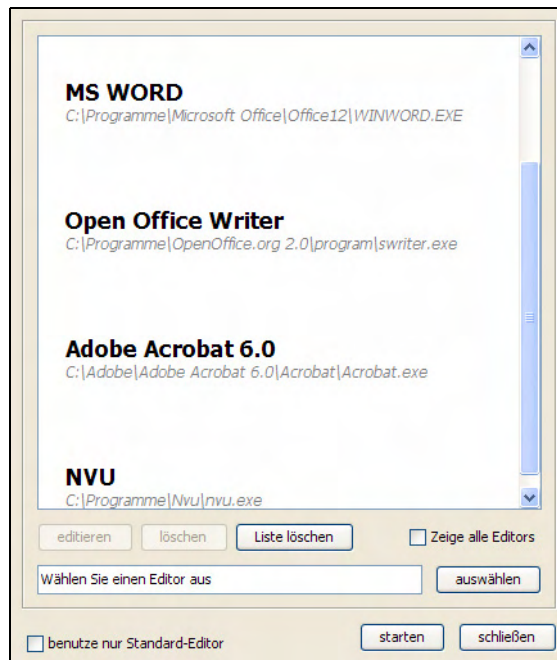 MS WORD
C:\Programme\Microsoft Office\Office12\WINWORD.EXE
Open Office Writer
C:\Programme\OpenOffice.org 2.0\program\swriter.exe
Adobe Acrobat 6.0
C:\Adobe\Adobe Acrobat 6.0\Acrobat\Acrobat.exe
NVU
C:\Programme\Nvu\nvu.exe
editieren löschen Liste löschen Zeige alle Editors
Wählen Sie einen Editor aus auswählen
benutze nur Standard-Editor starten schließen